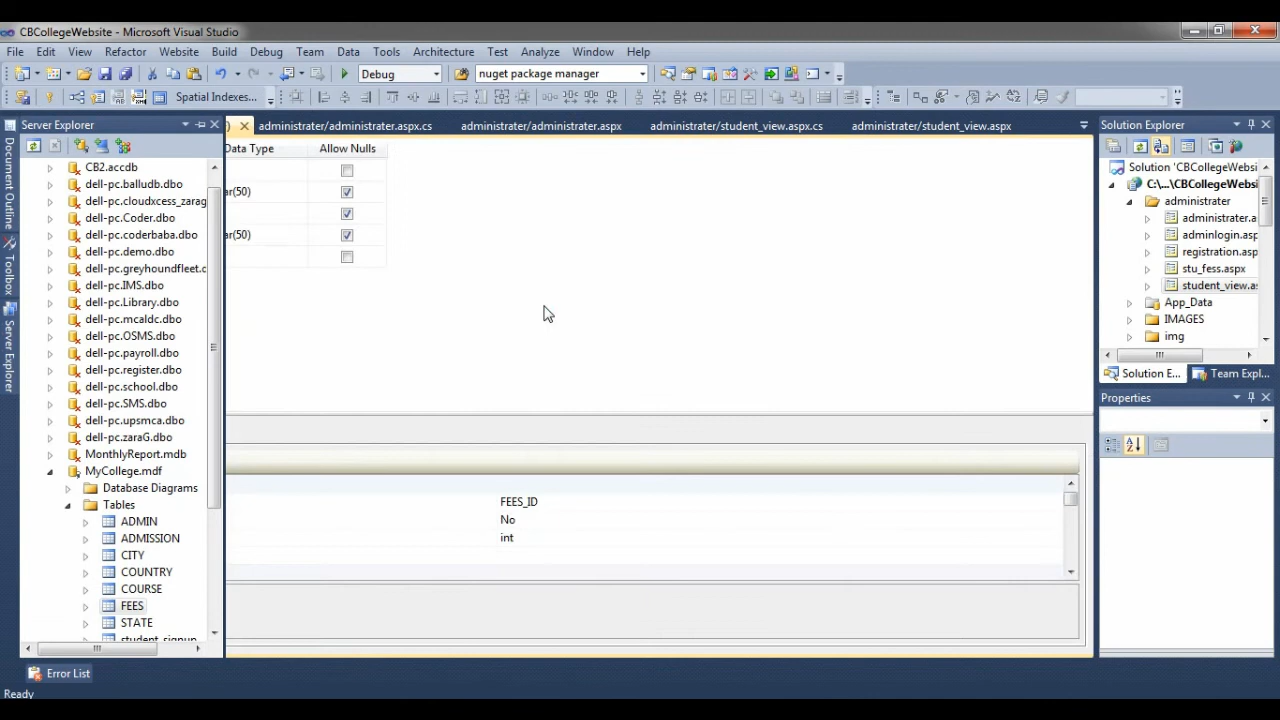 CBCollegeWebsite - Microsoft Visual Studio
File Edit View Refactor Website Build Debug Team Data Tools Architecture Test Analyze Window Help
Debug nuget package manager
Spatial Indexes...
Document Outline
Toolbox
Server Explorer
Server Explorer
CB2.accdb
dell-pc.balludb.dbo
dell-pc.cloudxcess_zarag
dell-pc.Coder.dbo
dell-pc.coderbaba.dbo
dell-pc.demo.dbo
dell-pc.greyhoundfleet.c
dell-pc.IMS.dbo
dell-pc.Library.dbo
dell-pc.mcaldc.dbo
dell-pc.OSMS.dbo
dell-pc.payroll.dbo
dell-pc.register.dbo
dell-pc.school.dbo
dell-pc.SMS.dbo
dell-pc.upsmca.dbo
dell-pc.zaraG.dbo
MonthlyReport.mdb
MyCollege.mdf
Database Diagrams
Tables
ADMIN
ADMISSION
CITY
COUNTRY
COURSE
FEES
STATE
student_signup
administrater/administrater.aspx.cs administrater/administrater.aspx administrater/student_view.aspx.cs administrater/student_view.aspx
Data Type Allow Nulls
ar(50)
ar(50)
FEES_ID
No
int
Solution Explorer
Solution 'CBCollegeWebsi
C:\...\CBCollegeWebsi
administrater
administrater.a
adminlogin.asp
registration.asp
stu_fess.aspx
student_view.as
App_Data
IMAGES
img
Solution E... Team Expl...
Properties
Error List
Ready